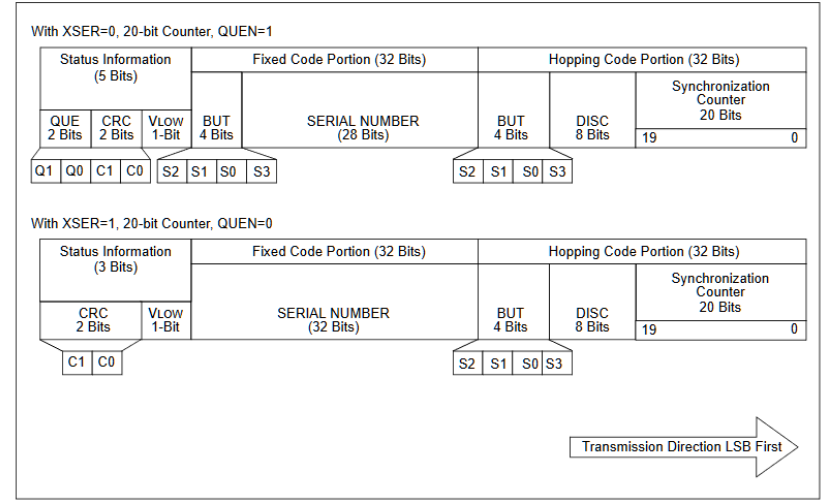 With XSER=0, 20-bit Counter, QUEN=1
Status Information
(5 Bits)
Fixed Code Portion (32 Bits)
Hopping Code Portion (32 Bits)
QUE
2 Bits
CRC
2 Bits
VLOW
1-Bit
BUT
4 Bits
SERIAL NUMBER
(28 Bits)
BUT
4 Bits
DISC
8 Bits
Synchronization
Counter
20 Bits
19 0
Q1 Q0 C1 C0
S2 S1 S0 S3
S2 S1 S0 S3
With XSER=1, 20-bit Counter, QUEN=0
Status Information
(3 Bits)
Fixed Code Portion (32 Bits)
Hopping Code Portion (32 Bits)
CRC
2 Bits
VLOW
1-Bit
SERIAL NUMBER
(32 Bits)
BUT
4 Bits
DISC
8 Bits
Synchronization
Counter
20 Bits
19 0
C1 C0
S2 S1 S0 S3
Transmission Direction LSB First